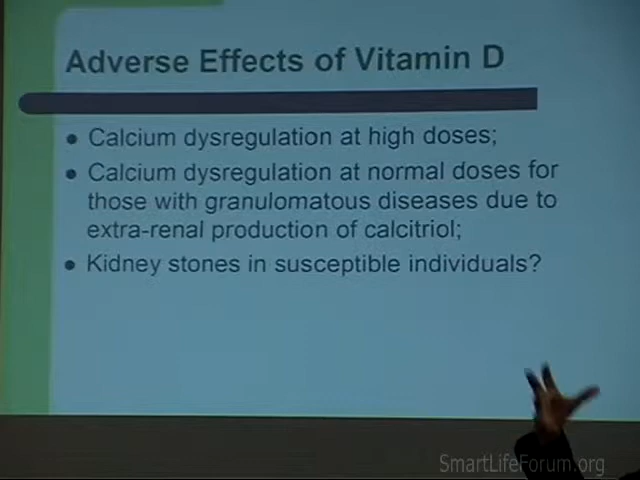 Adverse Effects of Vitamin D
Calcium dysregulation at high doses;
Calcium dysregulation at normal doses for
those with granulomatous diseases due to
extra-renal production of calcitriol;
Kidney stones in susceptible individuals?
SmartLifeForum.org